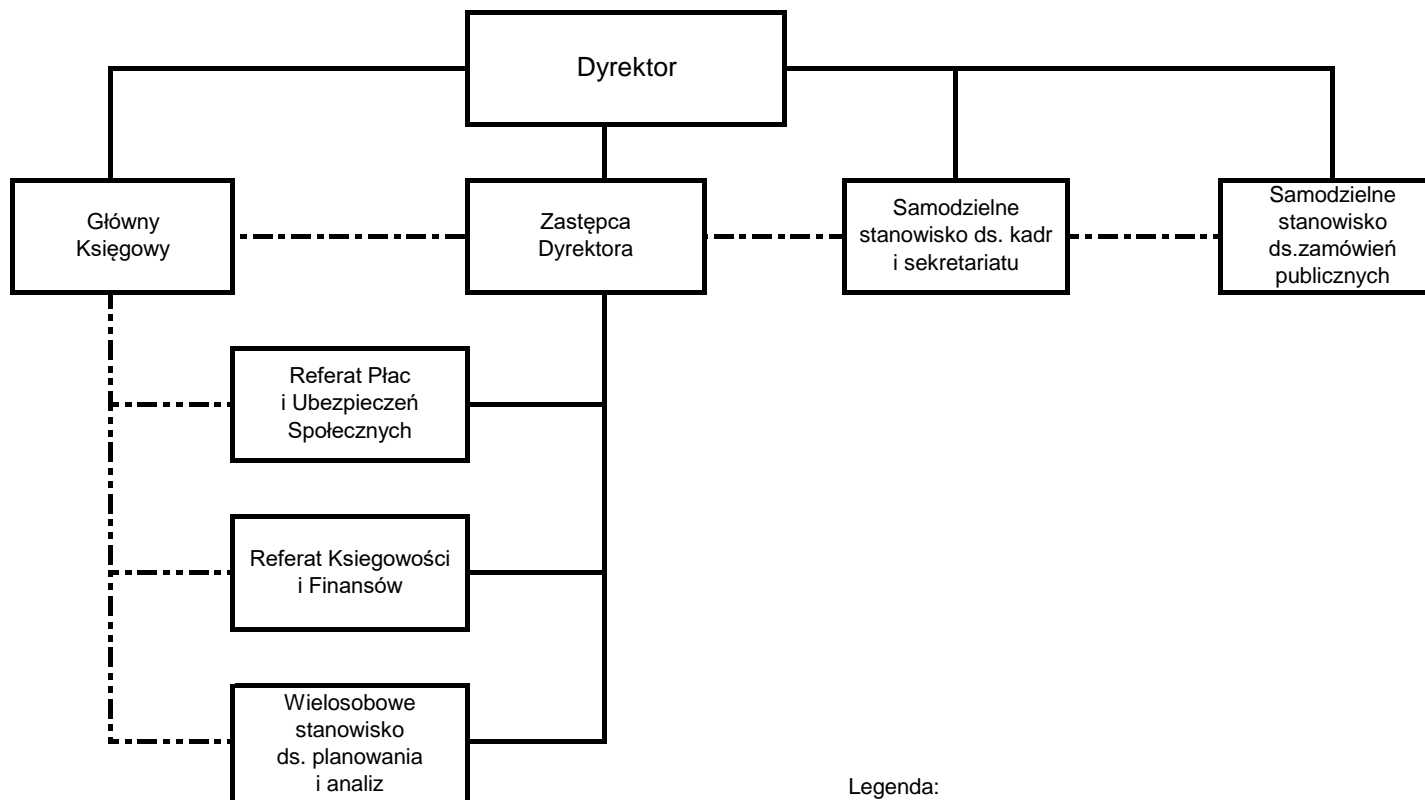 Dyrektor
Główny
Księgowy
Zastępca
Dyrektora
Samodzielne
stanowisko ds. kadr
i sekretariatu
Samodzielne
stanowisko
ds.zamówień
publicznych
Referat Płac
i Ubezpieczeń
Społecznych
Referat Ksiegowości
i Finansów
Wielosobowe
stanowisko
ds. planowania
i analiz
Legenda: